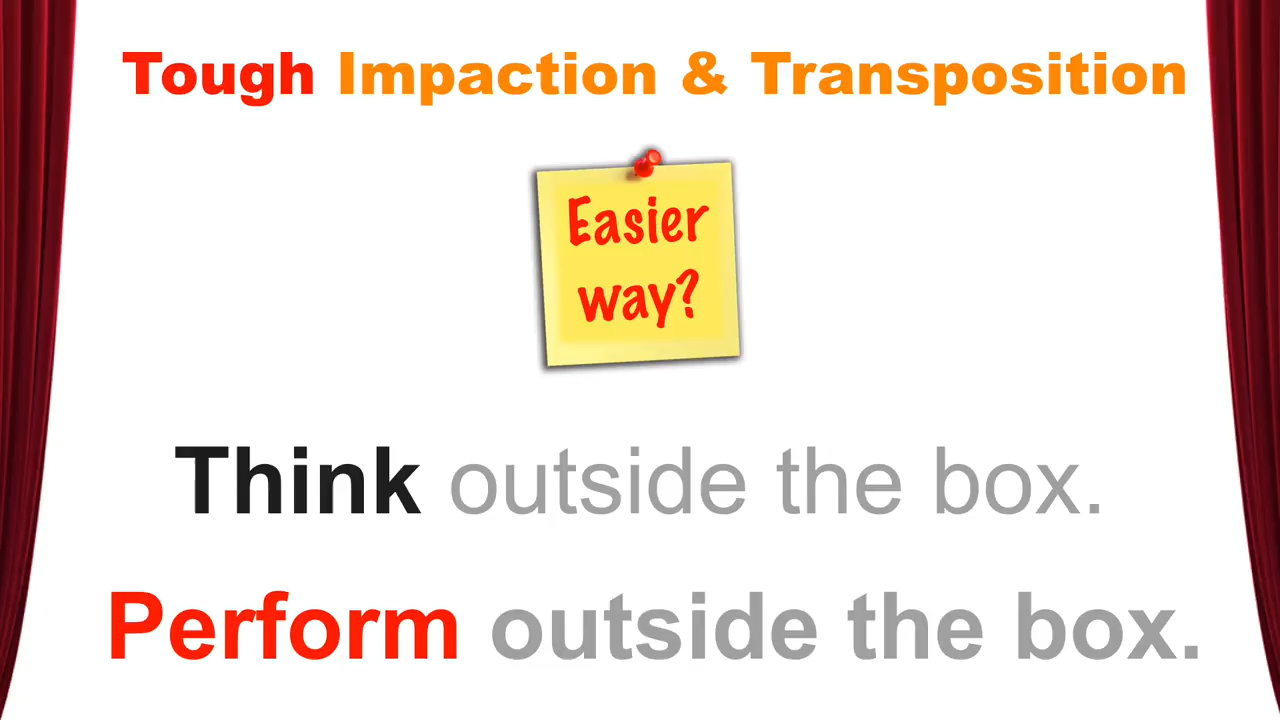 Tough Impaction & Transposition
Easier
way?
Think outside the box.
Perform outside the box.